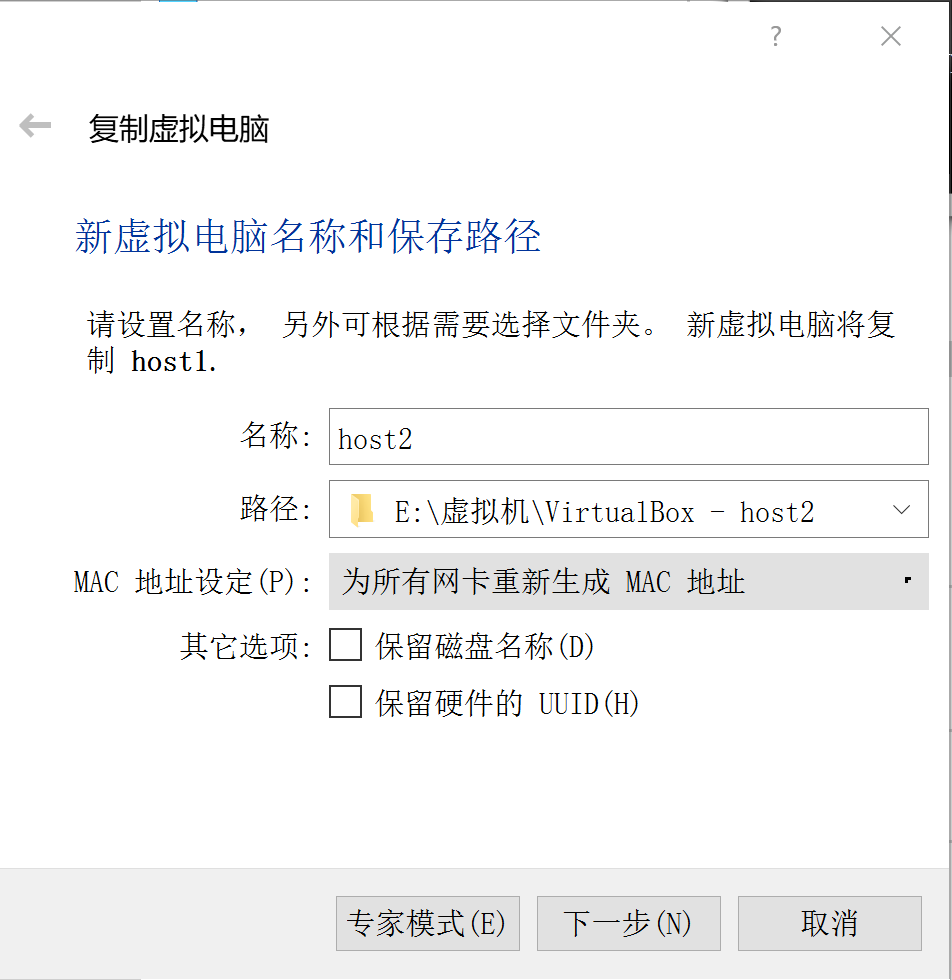 ?
复制虚拟电脑
新虚拟电脑名称和保存路径
请设置名称， 另外可根据需要选择文件夹。 新虚拟电脑将复
制 host1.
名称: host2
路径: E:\虚拟机\VirtualBox - host2
MAC 地址设定(P): 为所有网卡重新生成 MAC 地址
其它选项: 保留磁盘名称(D)
保留硬件的 UUID(H)
专家模式(E) 下一步(N) 取消